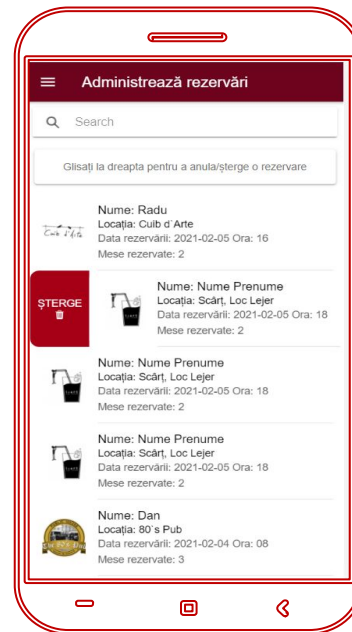 Administrează rezervări
Search
Glisați la dreapta pentru a anula/șterge o rezervare
Nume: Radu
Locația: Cuib d`Arte
Data rezervării: 2021-02-05 Ora: 16
Mese rezervate: 2
ȘTERGE
Nume: Nume Prenume
Locația: Scârț, Loc Lejer
Data rezervării: 2021-02-05 Ora: 18
Mese rezervate: 2
Nume: Nume Prenume
Locația: Scârț, Loc Lejer
Data rezervării: 2021-02-05 Ora: 18
Mese rezervate: 2
Nume: Nume Prenume
Locația: Scârț, Loc Lejer
Data rezervării: 2021-02-05 Ora: 18
Mese rezervate: 2
Nume: Dan
Locația: 80`s Pub
Data rezervării: 2021-02-04 Ora: 08
Mese rezervate: 3